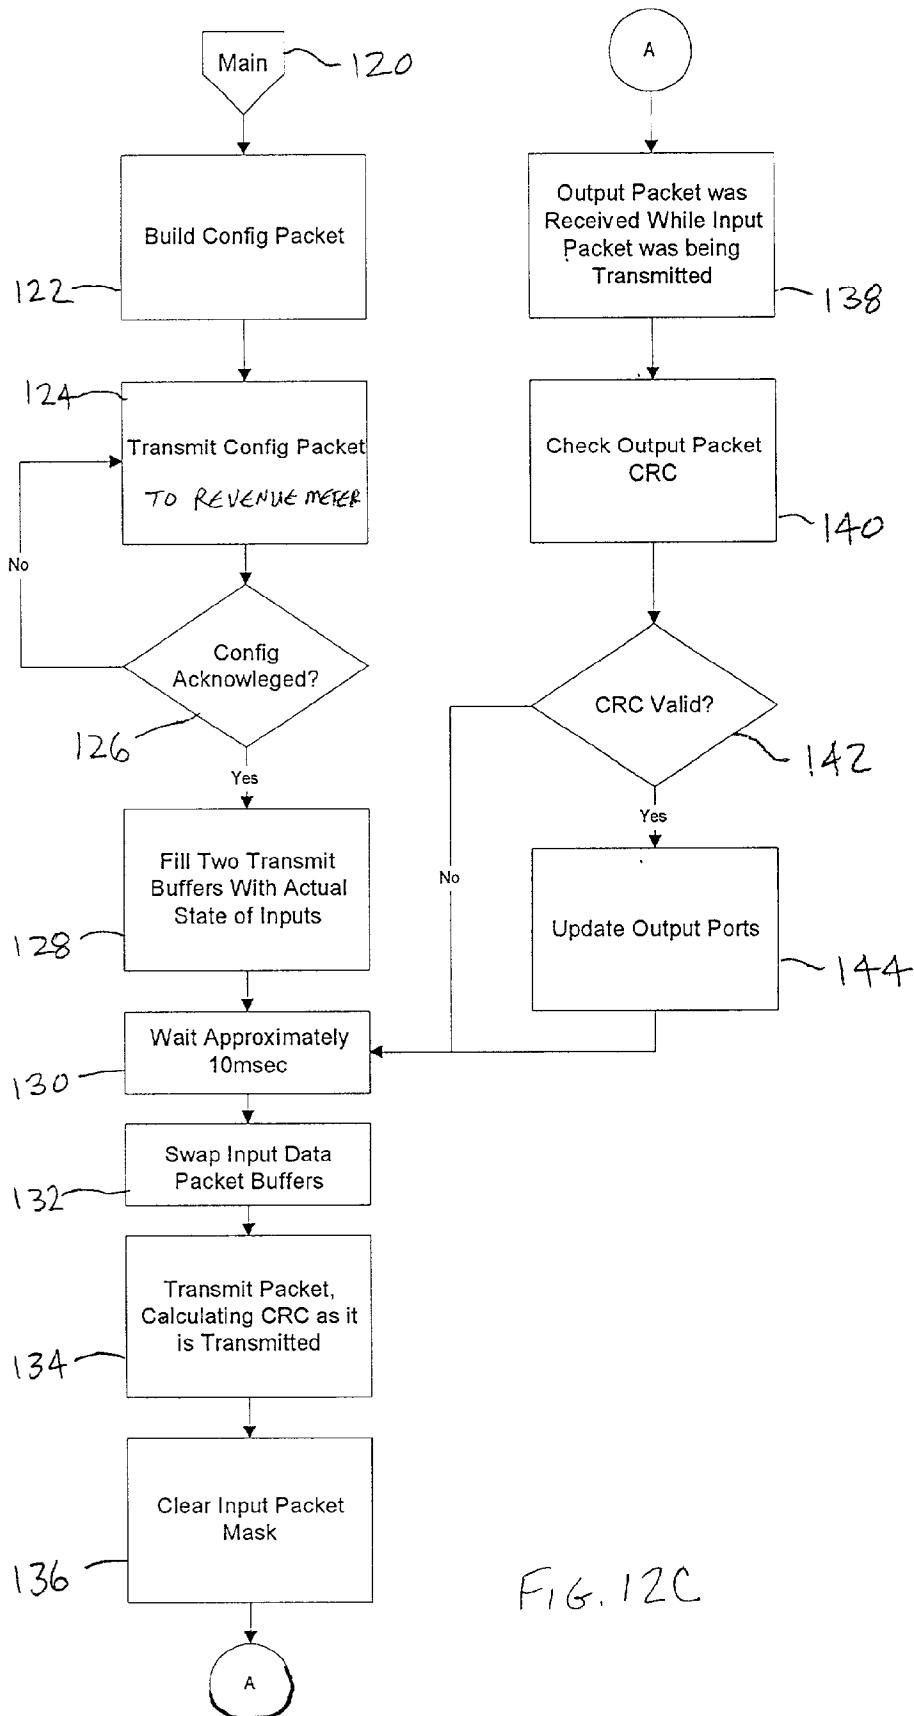 Main
120
Build Config Packet
122
124
Transmit Config Packet
TO REVENUE METER
No
Config
Acknowleged?
126
Yes
Fill Two Transmit
Buffers With Actual
State of Inputs
128
Wait Approximately
10msec
130
Swap Input Data
Packet Buffers
132
Transmit Packet,
Calculating CRC as it
is Transmitted
134
Clear Input Packet
Mask
136
A
A
Output Packet was
Received While Input
Packet was being
Transmitted
138
Check Output Packet
CRC
140
CRC Valid?
142
Yes
No
Update Output Ports
144
FIG. 12C